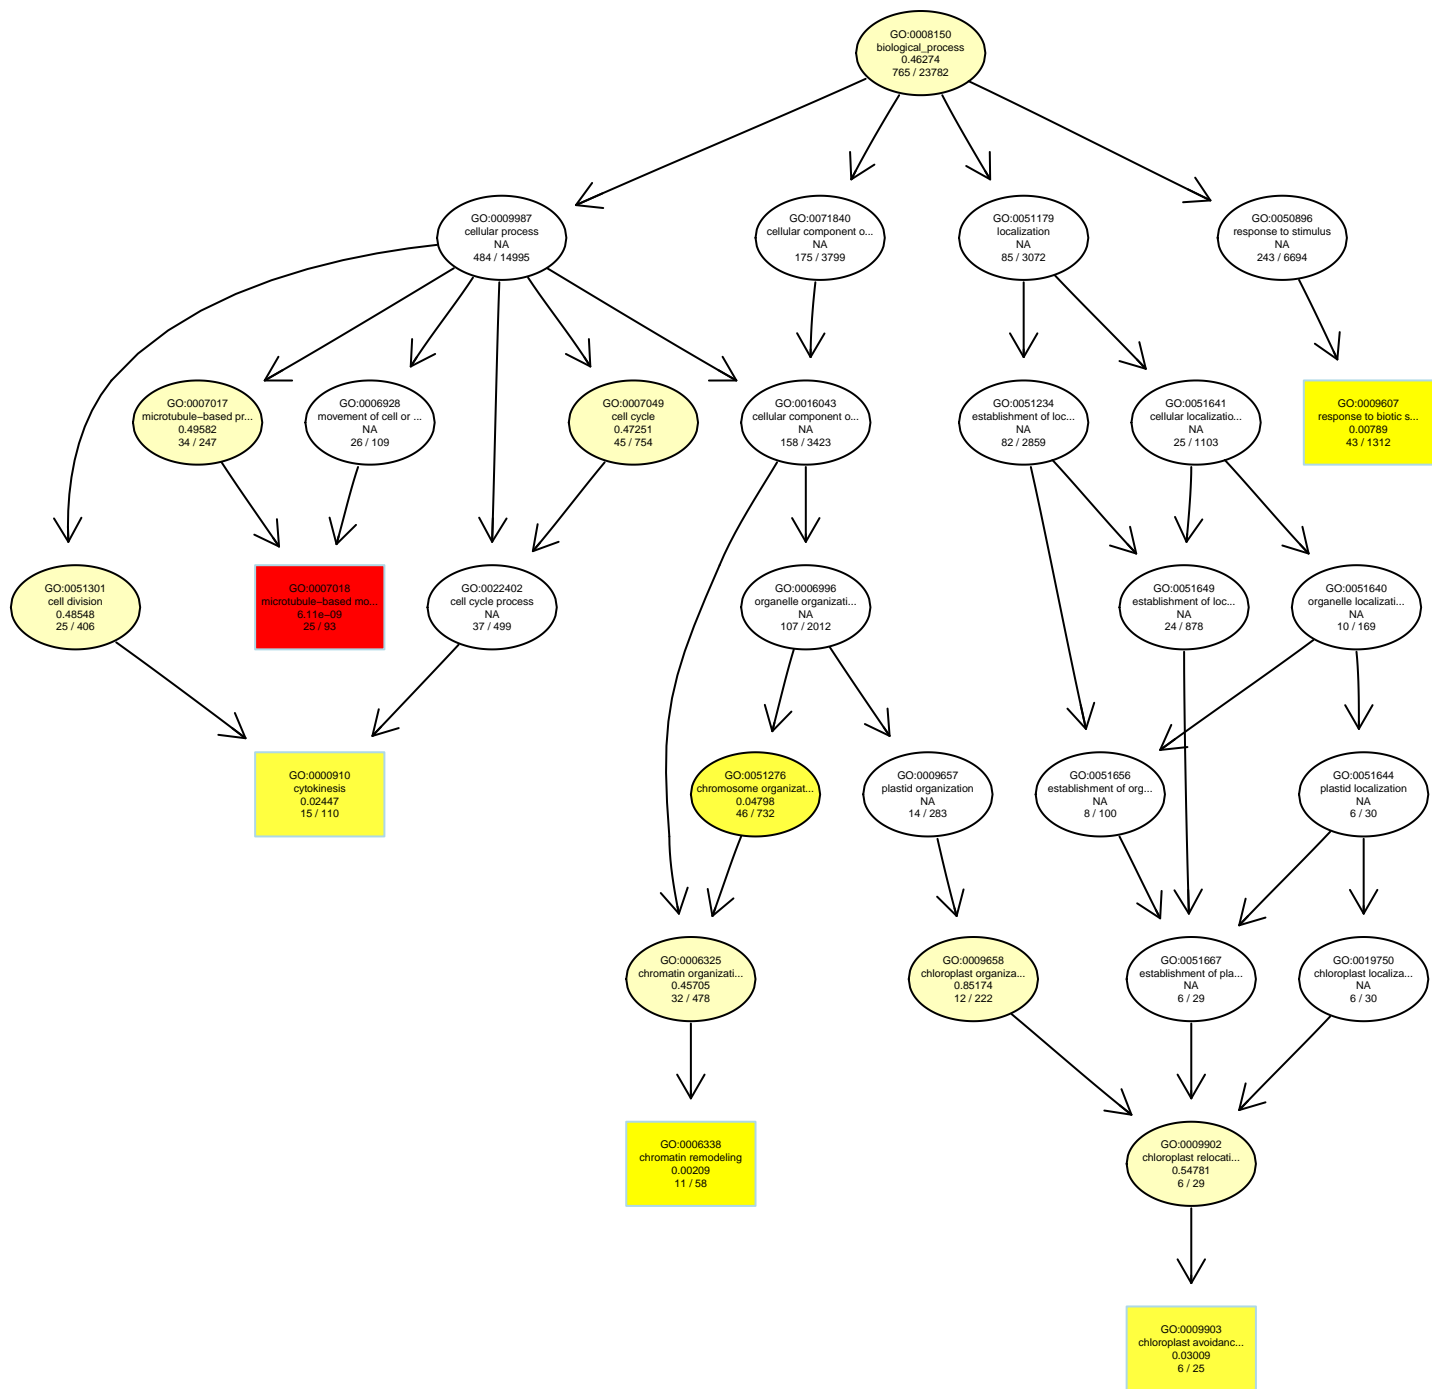 GO:0008150
biological_process
0.46274
765 / 23782
GO:0009987
cellular process
NA
484 / 14995
GO:0071840
cellular component o...
NA
175 / 3799
GO:0051179
localization
NA
85 / 3072
GO:0050896
response to stimulus
NA
243 / 6694
GO:0007017
microtubule−based pr...
0.49582
34 / 247
GO:0006928
movement of cell or ...
NA
26 / 109
GO:0007049
cell cycle
0.47251
45 / 754
GO:0016043
cellular component o...
NA
158 / 3423
GO:0051234
establishment of loc...
NA
82 / 2859
GO:0051641
cellular localizatio...
NA
25 / 1103
GO:0009607
response to biotic s...
0.00789
43 / 1312
GO:0051301
cell division
0.48548
25 / 406
GO:0007018
microtubule−based mo...
6.11e−09
25 / 93
GO:0022402
cell cycle process
NA
37 / 499
GO:0006996
organelle organizati...
NA
107 / 2012
GO:0051649
establishment of loc...
NA
24 / 878
GO:0051640
organelle localizati...
NA
10 / 169
GO:0000910
cytokinesis
0.02447
15 / 110
GO:0051276
chromosome organizat...
0.04798
46 / 732
GO:0009657
plastid organization
NA
14 / 283
GO:0051656
establishment of org...
NA
8 / 100
GO:0051644
plastid localization
NA
6 / 30
GO:0006325
chromatin organizati...
0.45705
32 / 478
GO:0009658
chloroplast organiza...
0.85174
12 / 222
GO:0051667
establishment of pla...
NA
6 / 29
GO:0019750
chloroplast localiza...
NA
6 / 30
GO:0006338
chromatin remodeling
0.00209
11 / 58
GO:0009902
chloroplast relocati...
0.54781
6 / 29
GO:0009903
chloroplast avoidanc...
0.03009
6 / 25